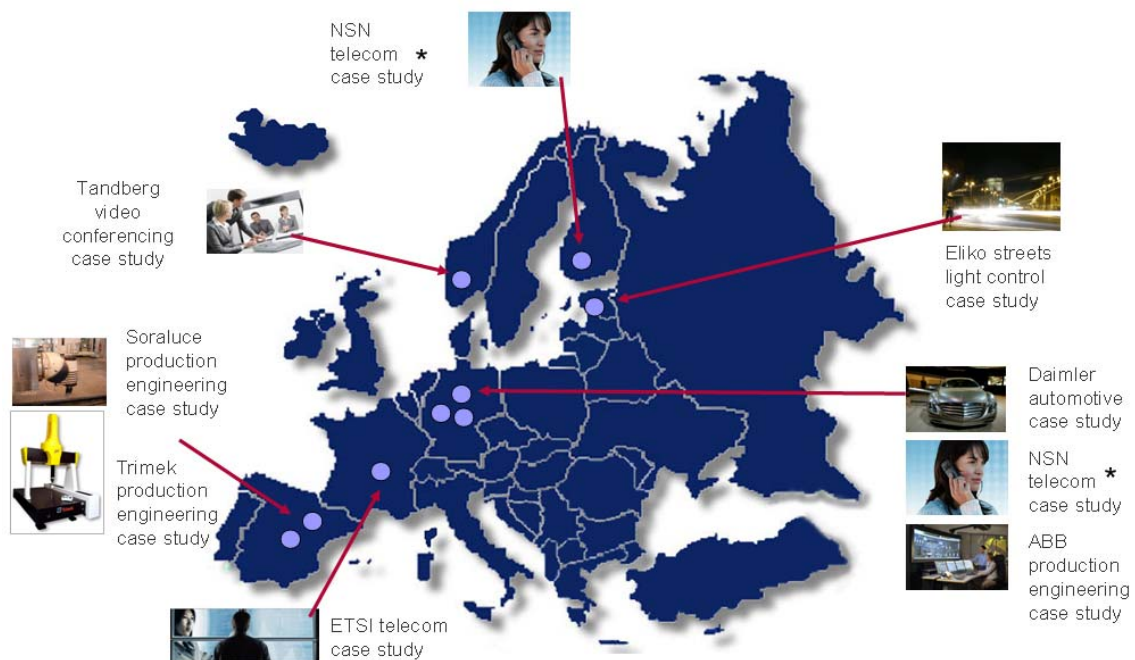 NSN
telecom *
case study
Tandberg
video
conferencing
case study
Eliko streets
light control
case study
Soraluce
production
engineering
case study
Daimler
automotive
case study
Trimek
production
engineering
case study
NSN
telecom *
case study
ABB
production
engineering
case study
ETSI telecom
case study